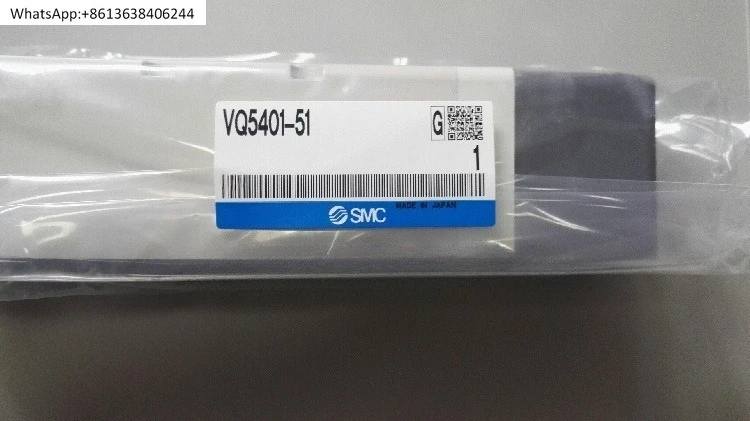 WhatsApp:+8613638406244
VQ5401-51
G
1
SMC
MADE IN JAPAN